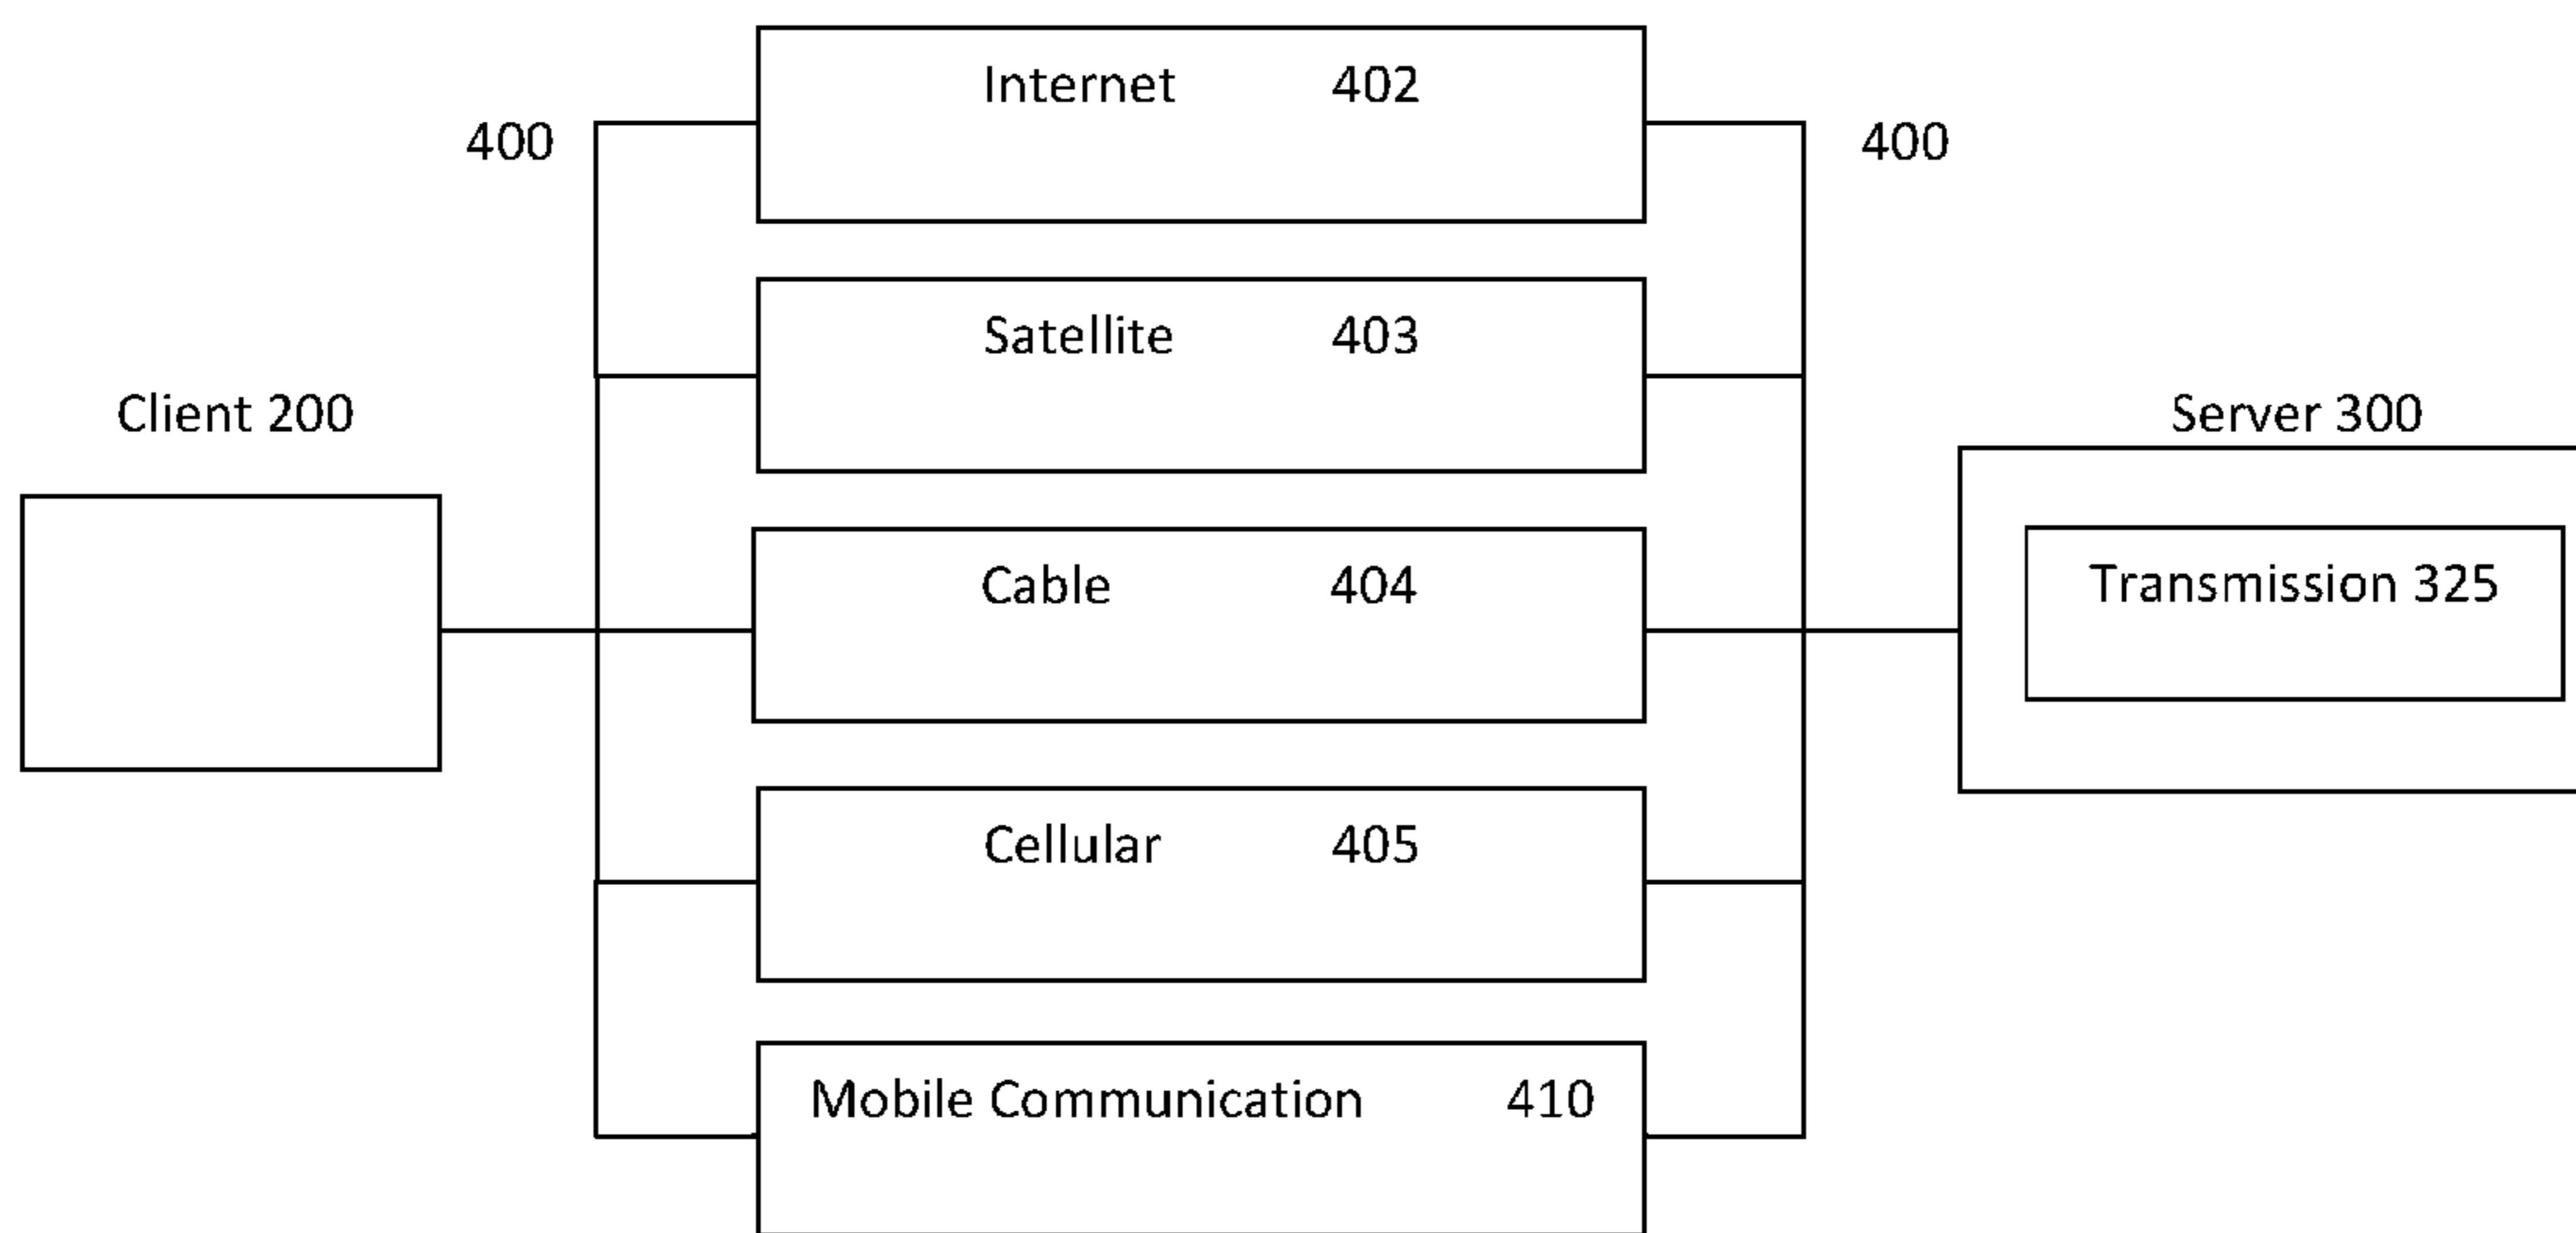 Internet 402
400
400
Satellite 403
Client 200
Server 300
Cable 404
Transmission 325
Cellular 405
Mobile Communication 410